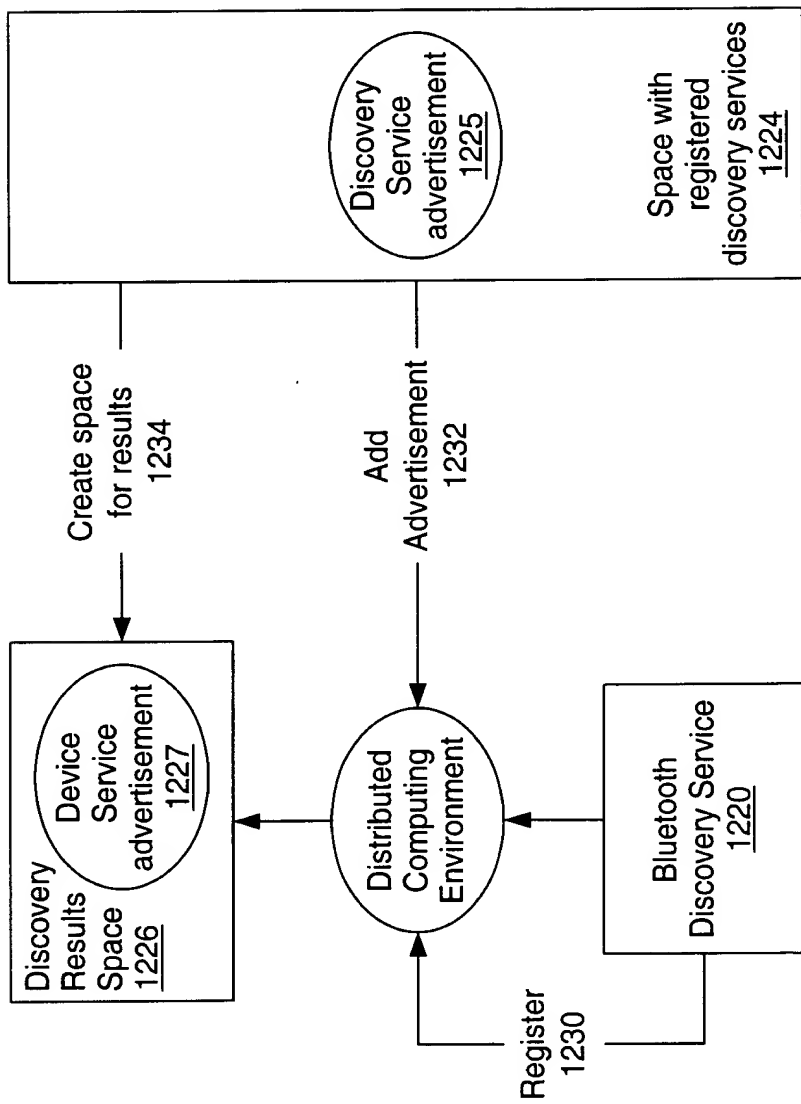 Discovery
Results
Space
1226
Device
Service
advertisement
1227
Create space
for results
1234
Distributed
Computing
Environment
Add
Advertisement
1232
Discovery
Service
advertisement
1225
Register
1230
Bluetooth
Discovery Service
1220
Space with
registered
discovery services
1224